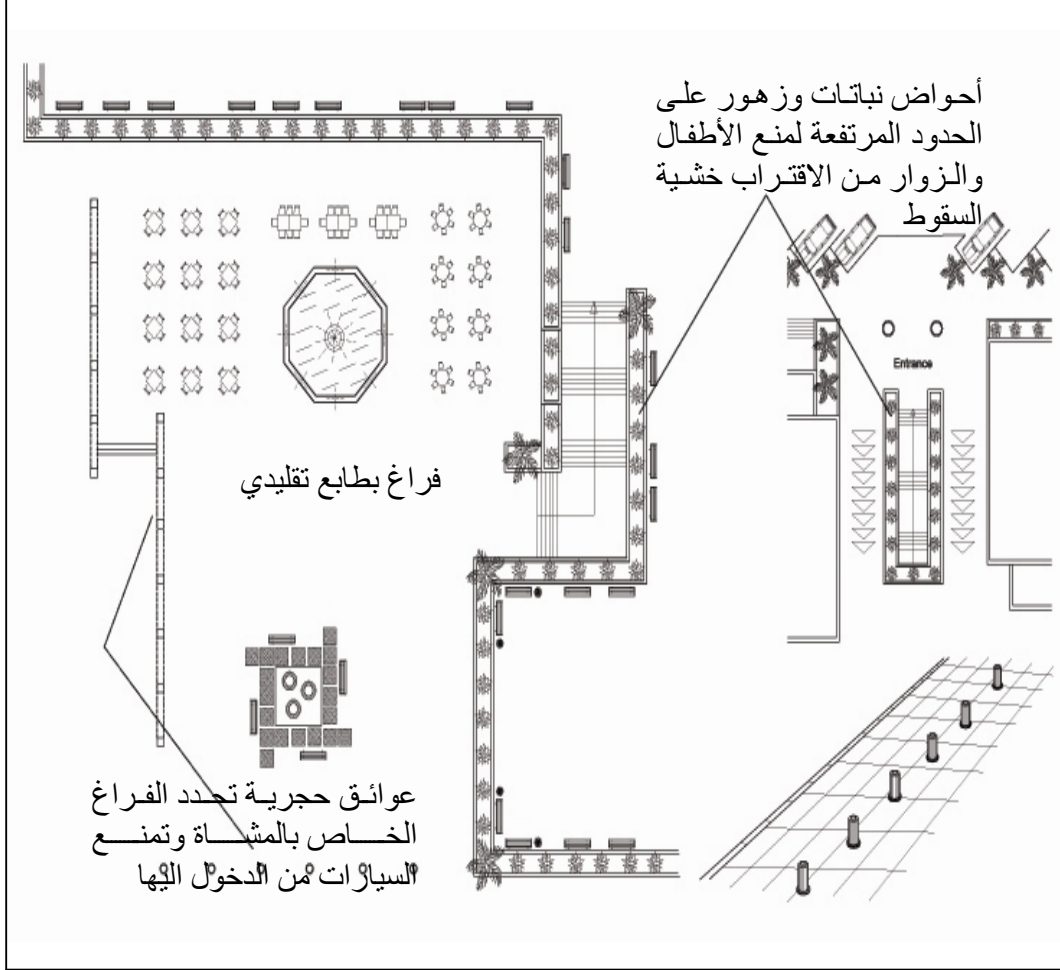 أحواض نباتات وزهور على
الحدود المرتفعة لمنع الأطفال
والزوار من الاقتراب خشية
السقوط
Entrance
فراغ بطابع تقليدي
عوائق حجرية تحدد الفراغ
الخاص بالمشاة وتمنع
السيارات من الدخول اليها